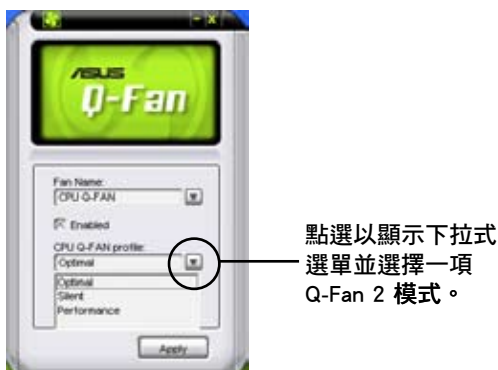 ASUS
Q-Fan
Fan Name:
CPU Q-FAN
Enabled
CPU Q-FAN profile:
Optimal
Optimal
Silent
Performance
Apply
點選以顯示下拉式
選單並選擇一項
Q-Fan 2 模式。